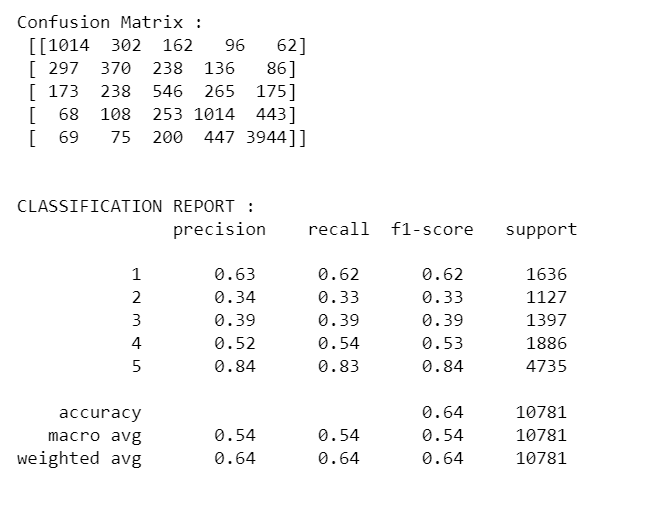 Confusion Matrix :
[[1014 302 162 96 62]
[ 297 370 238 136 86]
[ 173 238 546 265 175]
[ 68 108 253 1014 443]
[ 69 75 200 447 3944]]
CLASSIFICATION REPORT :
precision recall f1-score support
1 0.63 0.62 0.62 1636
2 0.34 0.33 0.33 1127
3 0.39 0.39 0.39 1397
4 0.52 0.54 0.53 1886
5 0.84 0.83 0.84 4735
accuracy 0.64 10781
macro avg 0.54 0.54 0.54 10781
weighted avg 0.64 0.64 0.64 10781